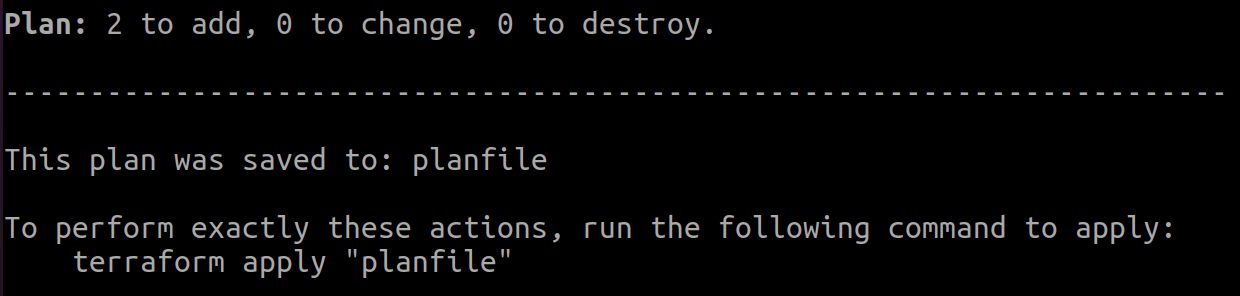 Plan: 2 to add, 0 to change, 0 to destroy.
------------------------------------------------------------------------
This plan was saved to: planfile
To perform exactly these actions, run the following command to apply:
terraform apply "planfile"